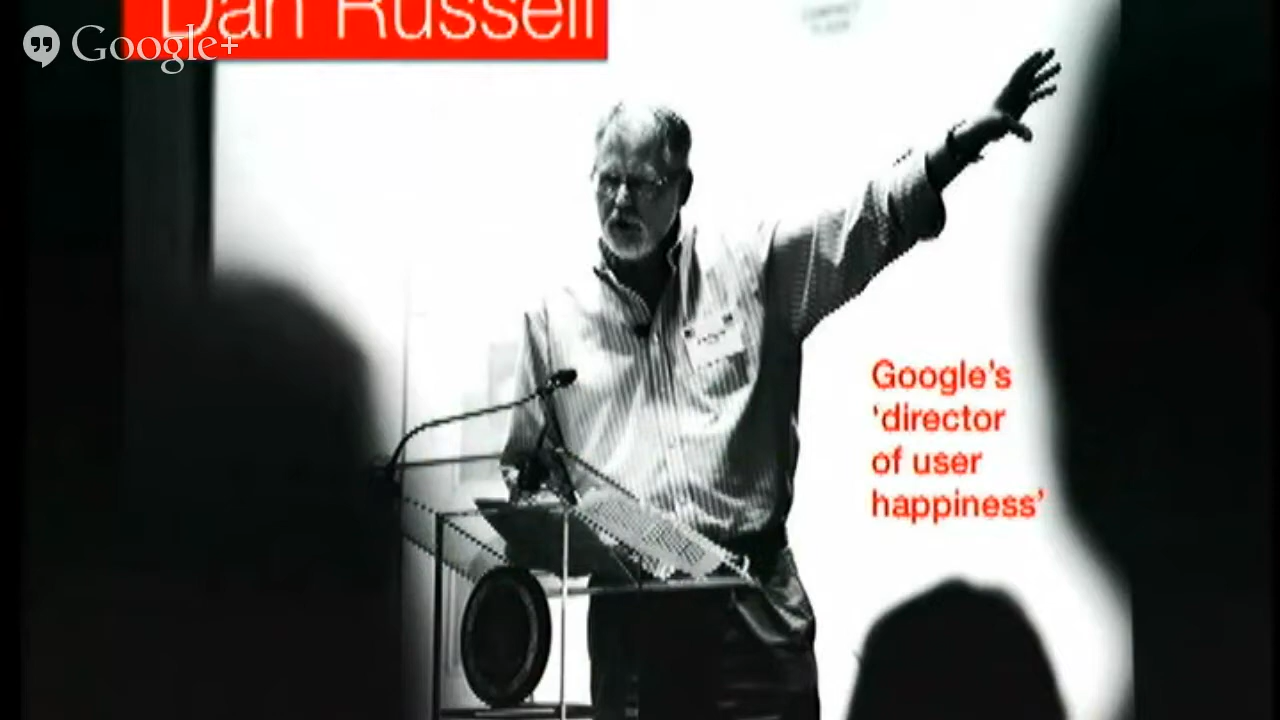 Dan Russell
Google+
Google's
'director
of user
happiness'